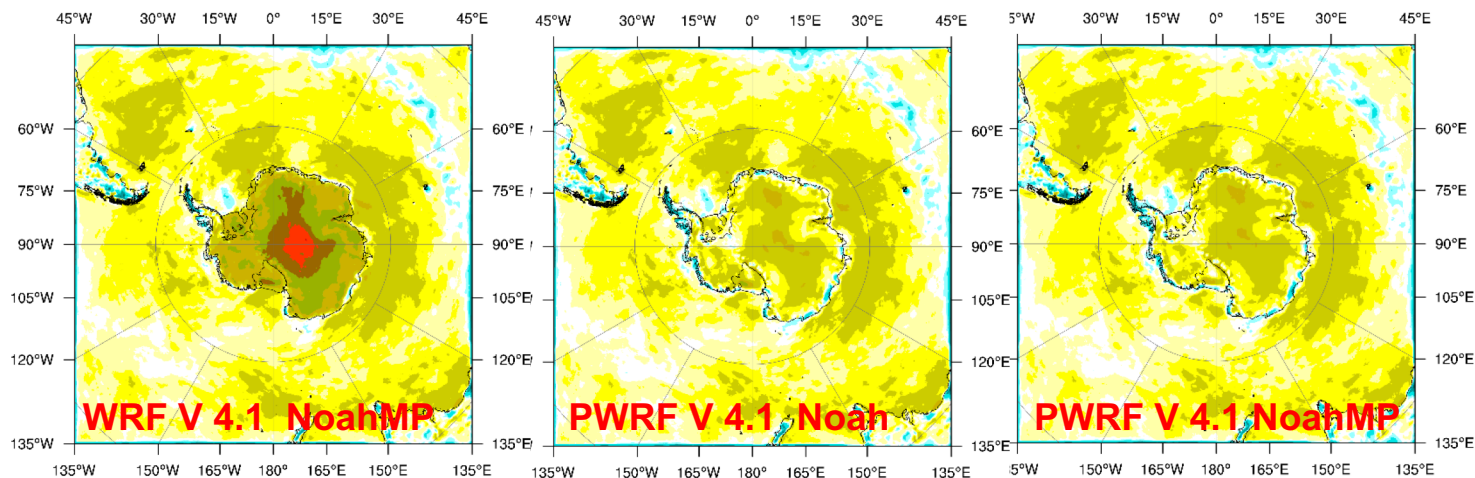 45°W 30°W 15°W 0° 15°E 30°E 45°E
60°W 60°E
75°W 75°E
90°W 90°E
105°W 105°E
120°W 120°E
135°W 135°E
135°W 150°W 165°W 180° 165°E 150°E 135°E
WRF V 4.1 NoahMP
45°W 30°W 15°W 0° 15°E 30°E 45°E
60°E
75°E
90°E
105°E
120°E
135°E
135°W 150°W 165°W 180° 165°E 150°E 135°E
PWRF V 4.1 Noah
5°W 30°W 15°W 0° 15°E 30°E 45°E
60°E
75°E
90°E
105°E
120°E
135°E
5°W 150°W 165°W 180° 165°E 150°E 135°E
PWRF V 4.1 NoahMP